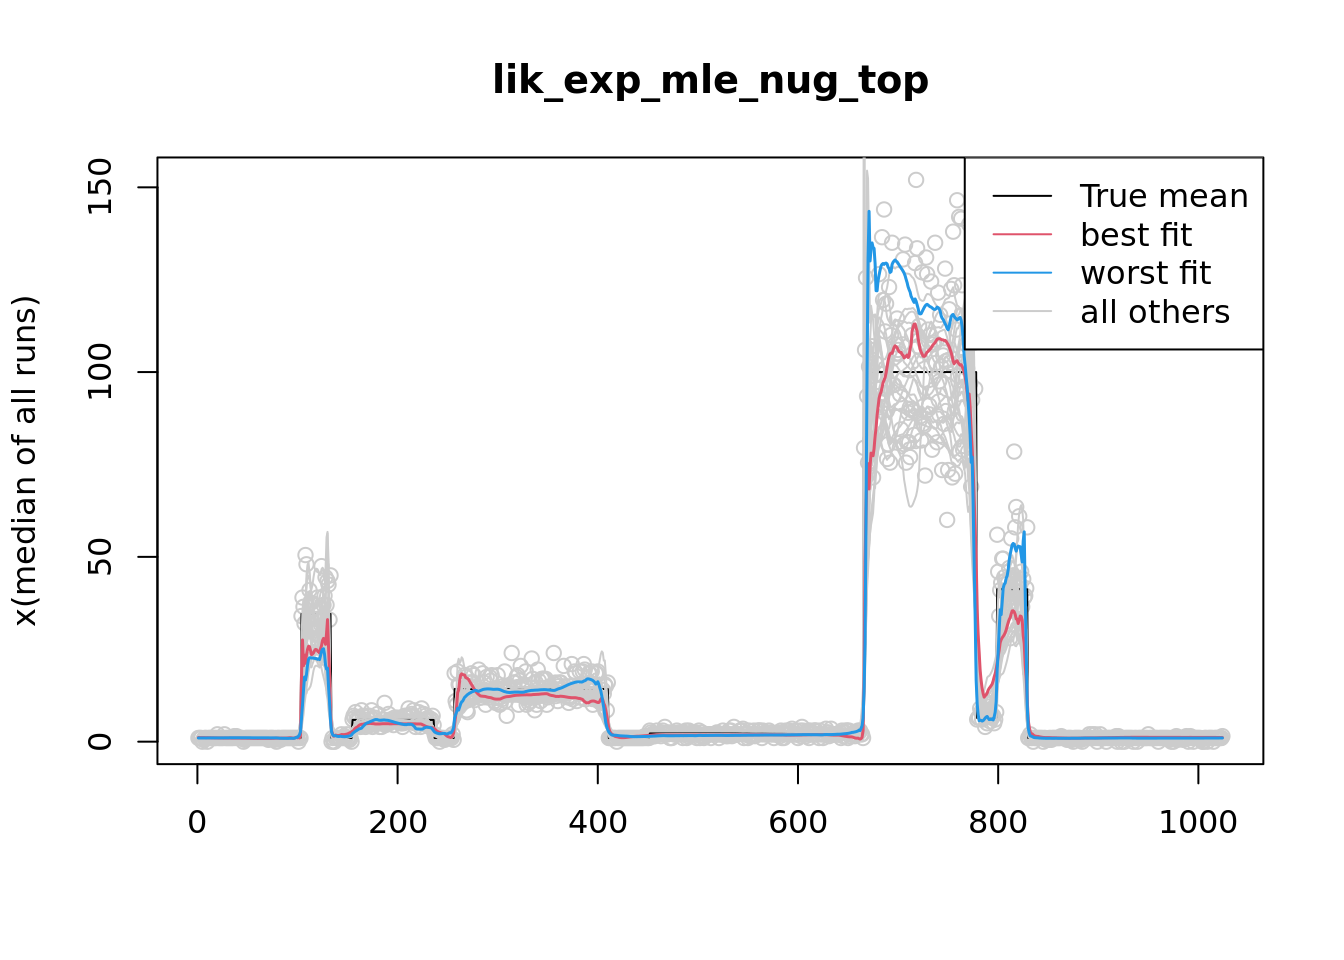 lik_exp_mle_nug_top
x(median of all runs)
150
100
50
0
True mean
best fit
worst fit
all others
0 200 400 600 800 1000